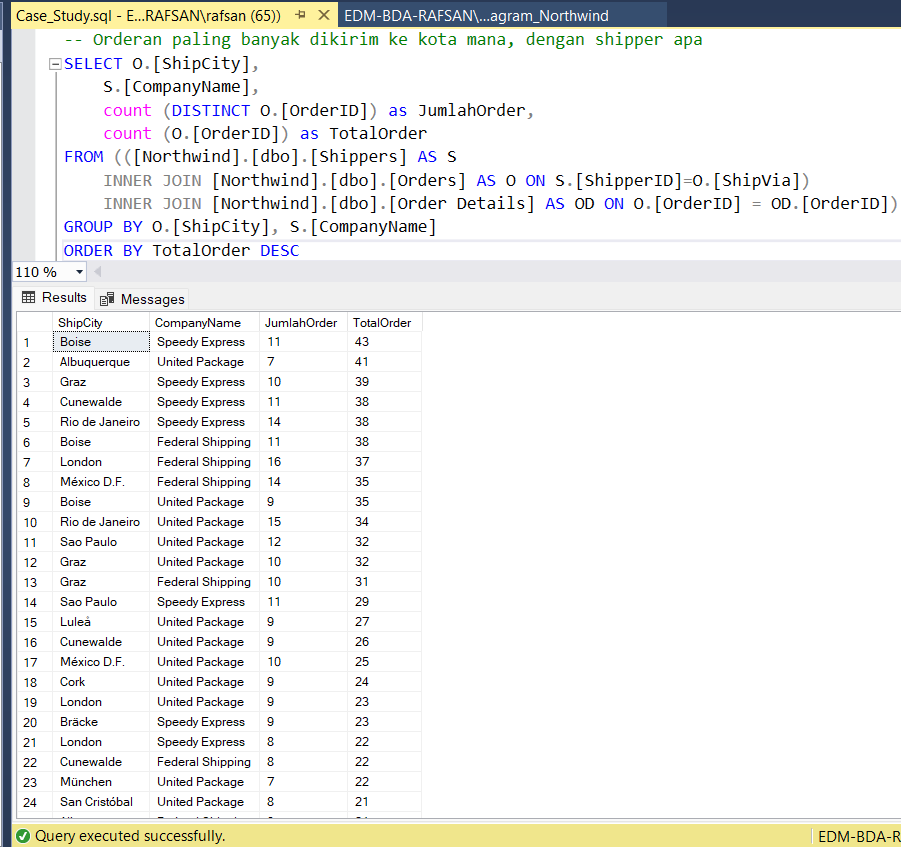 Case_Study.sql - E...RAFSAN\rafsan (65)) EDM-BDA-RAFSAN\...agram_Northwind
-- Orderan paling banyak dikirim ke kota mana, dengan shipper apa
SELECT O.[ShipCity],
S.[CompanyName],
count (DISTINCT O.[OrderID]) as JumlahOrder,
count (O.[OrderID]) as TotalOrder
FROM (([Northwind].[dbo].[Shippers] AS S
INNER JOIN [Northwind].[dbo].[Orders] AS O ON S.[ShipperID]=O.[ShipVia])
INNER JOIN [Northwind].[dbo].[Order Details] AS OD ON O.[OrderID] = OD.[OrderID])
GROUP BY O.[ShipCity], S.[CompanyName]
ORDER BY TotalOrder DESC
110 %
Results Messages
ShipCity CompanyName JumlahOrder TotalOrder
1 Boise Speedy Express 11 43
2 Albuquerque United Package 7 41
3 Graz Speedy Express 10 39
4 Cunewalde Speedy Express 11 38
5 Rio de Janeiro Speedy Express 14 38
6 Boise Federal Shipping 11 38
7 London Federal Shipping 16 37
8 México D.F. Federal Shipping 14 35
9 Boise United Package 9 35
10 Rio de Janeiro United Package 15 34
11 Sao Paulo United Package 12 32
12 Graz United Package 10 32
13 Graz Federal Shipping 10 31
14 Sao Paulo Speedy Express 11 29
15 Luleå United Package 9 27
16 Cunewalde United Package 9 26
17 México D.F. United Package 10 25
18 Cork United Package 9 24
19 London United Package 9 23
20 Bräcke Speedy Express 9 23
21 London Speedy Express 8 22
22 Cunewalde Federal Shipping 8 22
23 München United Package 7 22
24 San Cristóbal United Package 8 21
Query executed successfully. EDM-BDA-R